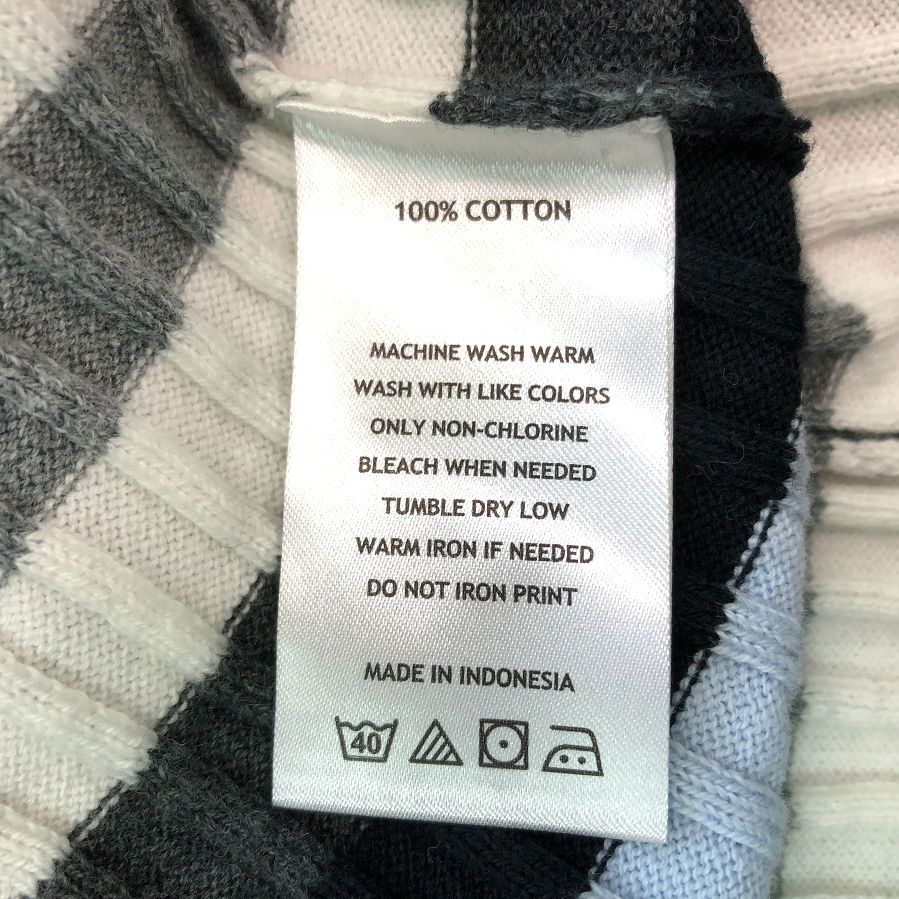 100% COTTON
MACHINE WASH WARM
WASH WITH LIKE COLORS
ONLY NON-CHLORINE
BLEACH WHEN NEEDED
TUMBLE DRY LOW
WARM IRON IF NEEDED
DO NOT IRON PRINT
MADE IN INDONESIA
40